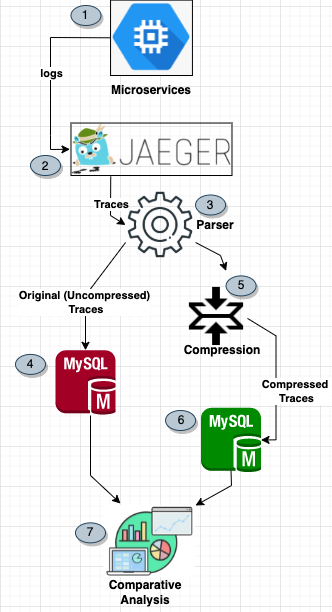 1
Microservices
logs
2
JAEGER
Traces
3
Parser
Original (Uncompressed)
Traces
5
Compression
4
MySQL
M
Compressed
Traces
6
MySQL
M
7
Comparative
Analysis